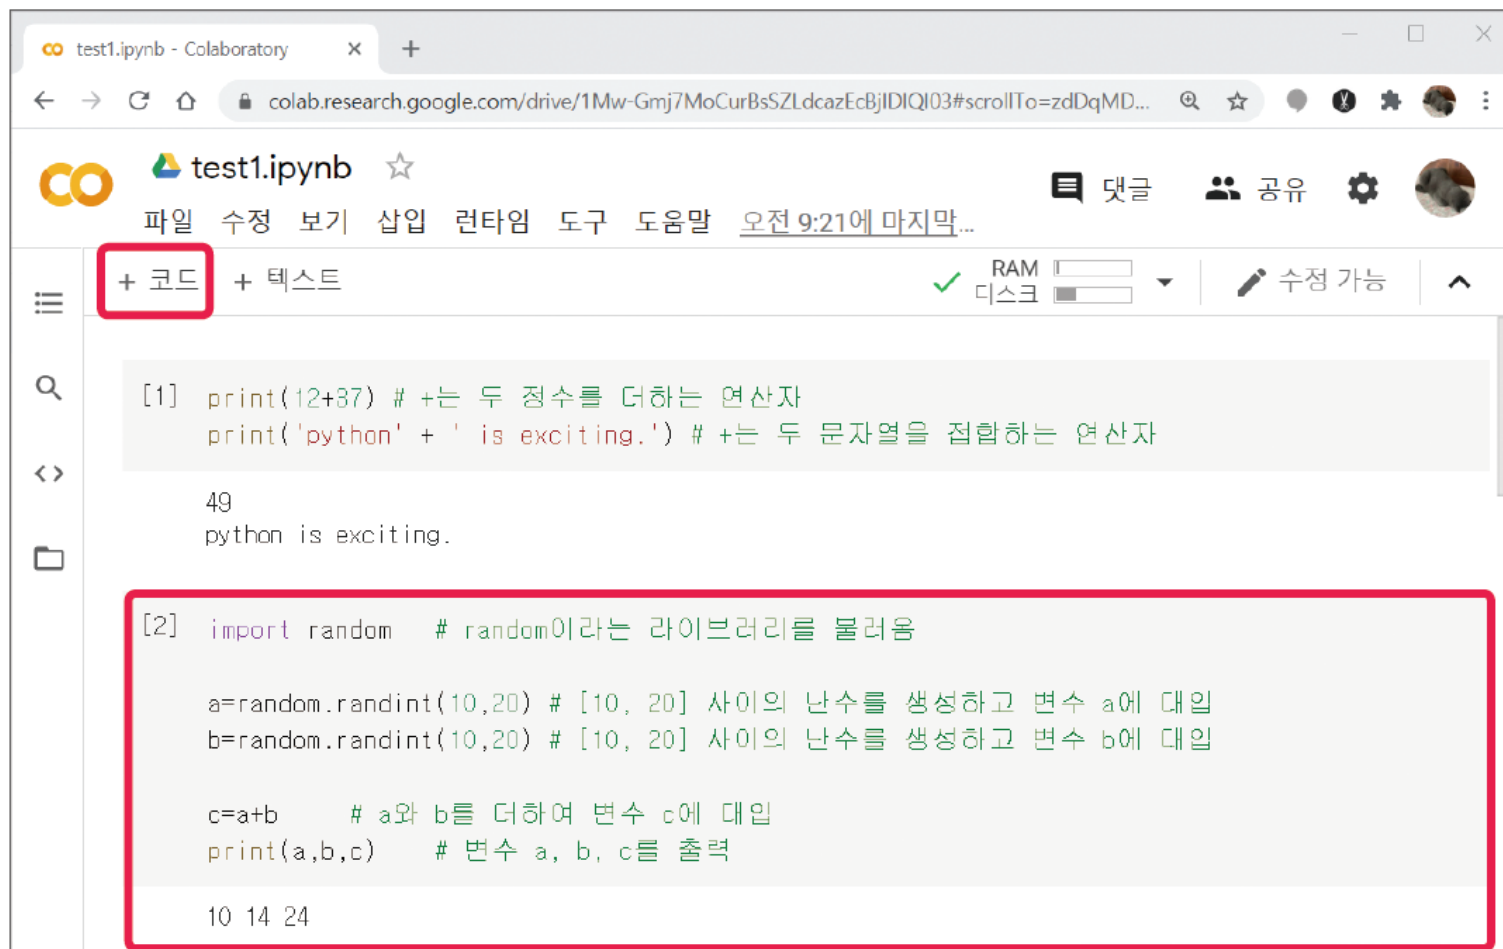 test1.ipynb - Colaboratory
colab.research.google.com/drive/1Mw-Gmj7MoCurBsSZLdcazEcBjIDIQI03#scrollTo=zdDqMD...
test1.ipynb
댓글 공유
파일 수정 보기 삽입 런타임 도구 도움말 오전 9:21에 마지막...
+ 코드 + 텍스트
RAM
디스크
수정 가능
[1] print(12+37) # +는 두 정수를 더하는 연산자
print('python' + ' is exciting.') # +는 두 문자열을 접합하는 연산자
49
python is exciting.
[2] import random # random이라는 라이브러리를 불러옴
a=random.randint(10,20) # [10, 20] 사이의 난수를 생성하고 변수 a에 대입
b=random.randint(10,20) # [10, 20] 사이의 난수를 생성하고 변수 b에 대입
c=a+b # a와 b를 더하여 변수 c에 대입
print(a,b,c) # 변수 a, b, c를 출력
10 14 24